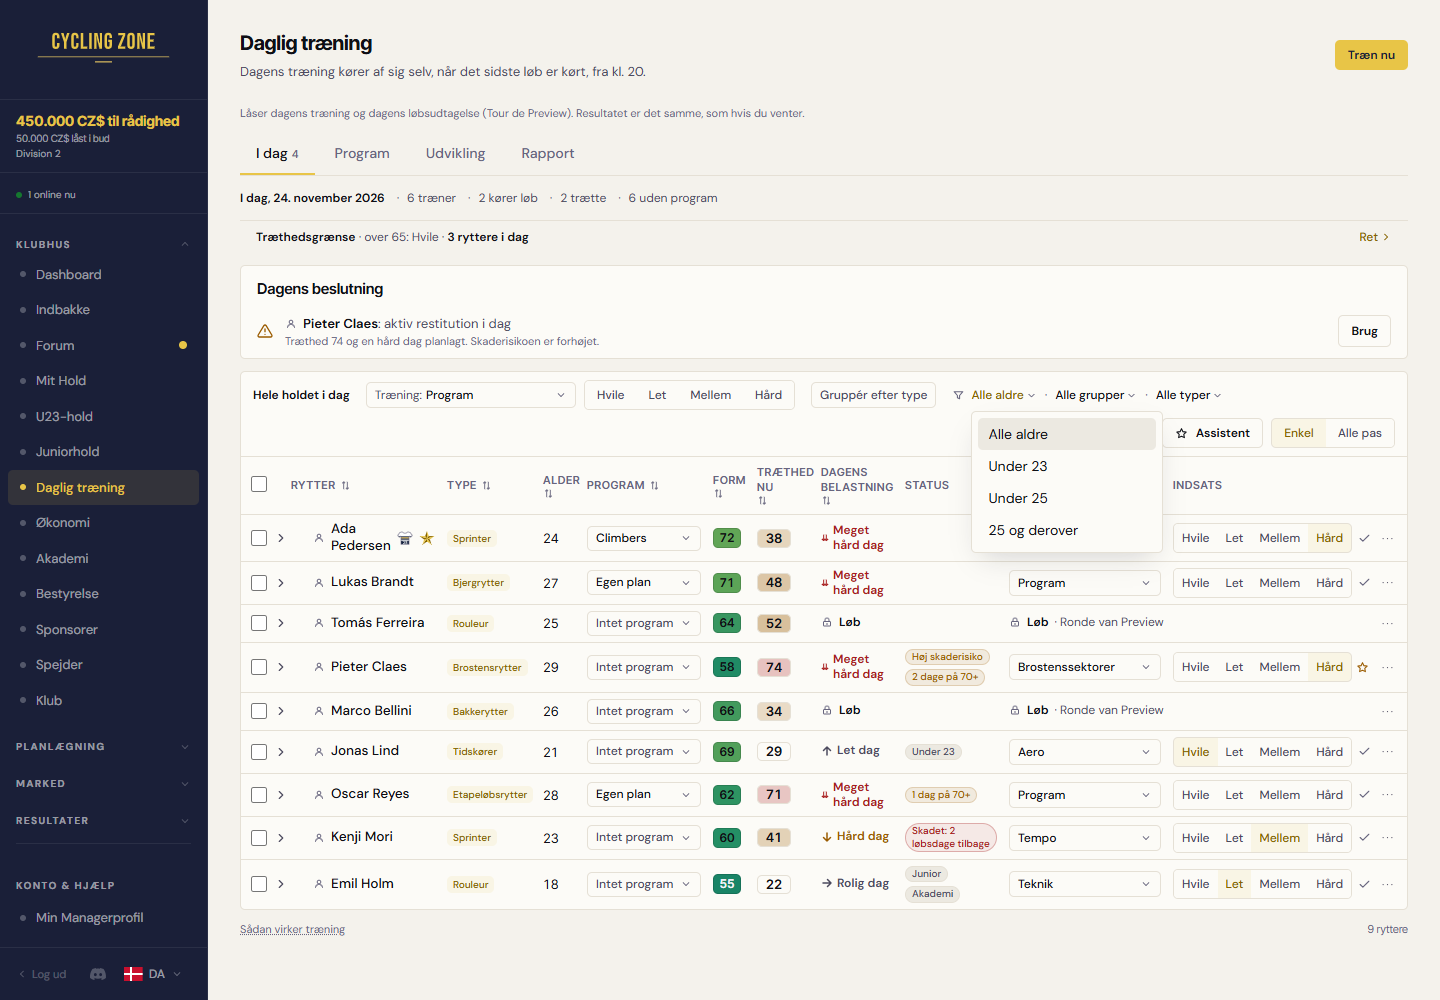 CYCLING ZONE
450.000 CZ$ til rådighed
50.000 CZ$ låst i bud
Division 2
1 online nu
KLUBHUS
Dashboard
Indbakke
Forum
Mit Hold
U23-hold
Juniorhold
Daglig træning
Økonomi
Akademi
Bestyrelse
Sponsorer
Spejder
Klub
PLANLÆGNING
MARKED
RESULTATER
KONTO & HJÆLP
Min Managerprofil
Log ud DA
Daglig træning
Dagens træning kører af sig selv, når det sidste løb er kørt, fra kl. 20.
Træn nu
Låser dagens træning og dagens løbsudtagelse (Tour de Preview). Resultatet er det samme, som hvis du venter.
I dag 4 Program Udvikling Rapport
I dag, 24. november 2026 · 6 træner · 2 kører løb · 2 trætte · 6 uden program
Træthedsgrænse · over 65: Hvile · 3 ryttere i dag Ret
Dagens beslutning
Pieter Claes: aktiv restitution i dag
Træthed 74 og en hård dag planlagt. Skaderisikoen er forhøjet.
Brug
Hele holdet i dag Træning: Program Hvile Let Mellem Hård Gruppér efter type Alle aldre · Alle grupper · Alle typer
Assistent Enkel Alle pas
Alle aldre
Under 23
Under 25
25 og derover
RYTTER TYPE ALDER PROGRAM FORM TRÆTHED NU DAGENS BELASTNING STATUS INDSATS
Ada Pedersen Sprinter 24 Climbers 72 38 Meget hård dag Hvile Let Mellem Hård ···
Lukas Brandt Bjergrytter 27 Egen plan 71 48 Meget hård dag Program Hvile Let Mellem Hård ···
Tomás Ferreira Rouleur 25 Intet program 64 52 Løb Løb · Ronde van Preview ···
Pieter Claes Brostensrytter 29 Intet program 58 74 Meget hård dag Høj skaderisiko 2 dage på 70+ Brostenssektorer Hvile Let Mellem Hård ···
Marco Bellini Bakkerytter 26 Intet program 66 34 Løb Løb · Ronde van Preview ···
Jonas Lind Tidskører 21 Intet program 69 29 Let dag Under 23 Aero Hvile Let Mellem Hård ···
Oscar Reyes Etapeløbsrytter 28 Egen plan 62 71 Meget hård dag 1 dag på 70+ Program Hvile Let Mellem Hård ···
Kenji Mori Sprinter 23 Intet program 60 41 Hård dag Skadet: 2 løbsdage tilbage Tempo Hvile Let Mellem Hård ···
Emil Holm Rouleur 18 Intet program 55 22 Rolig dag Junior Akademi Teknik Hvile Let Mellem Hård ···
Sådan virker træning
9 ryttere